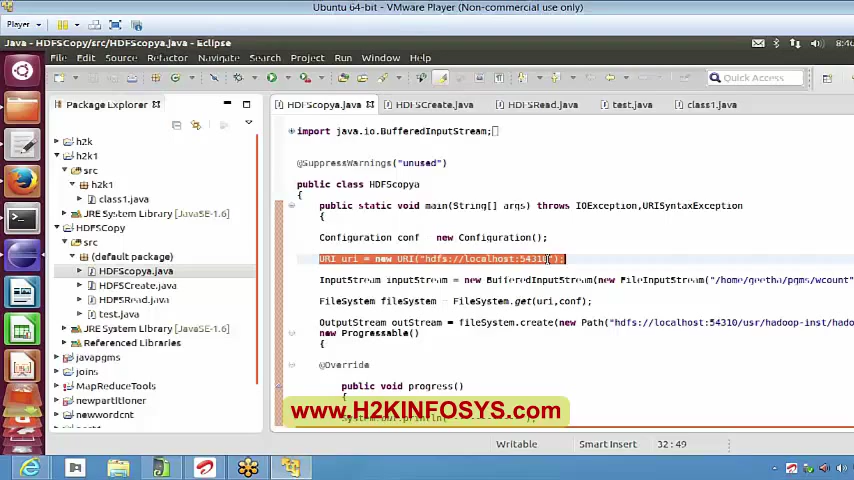 Ubuntu 64-bit - VMware Player (Non-commercial use only)
Player
Java - HDFSCopy/src/HDFScopya.java - Eclipse
File Edit Source Refactor Navigate Search Project Run Window Help
Quick Access
Package Explorer
h2k
h2k1
src
h2k1
class1.java
JRE System Library [JavaSE-1.6]
HDFSCopy
src
(default package)
HDFScopya.java
HDFSCreate.java
HDFSRead.java
test.java
JRE System Library [JavaSE-1.6]
Referenced Libraries
javapgms
joins
MapReduceTools
newpartitioner
newwordcnt
HDFScopya.java
HDFSCreate.java
HDFSRead.java
test.java
class1.java
import java.io.BufferedInputStream;
@SuppressWarnings("unused")
public class HDFScopya
{
public static void main(String[] args) throws IOException,URISyntaxException
{
Configuration conf = new Configuration();
URI uri = new URI("hdfs://localhost:54310");
InputStream inputStream = new BufferedInputStream(new FileInputStream("/home/geetha/pgms/wcount"
FileSystem fileSystem = FileSystem.get(uri,conf);
OutputStream outStream = fileSystem.create(new Path("hdfs://localhost:54310/usr/hadoop-inst/hado
new Progressable()
{
@Override
public void progress()
{
www.H2KINFOSYS.com
Writable
Smart Insert
32:49